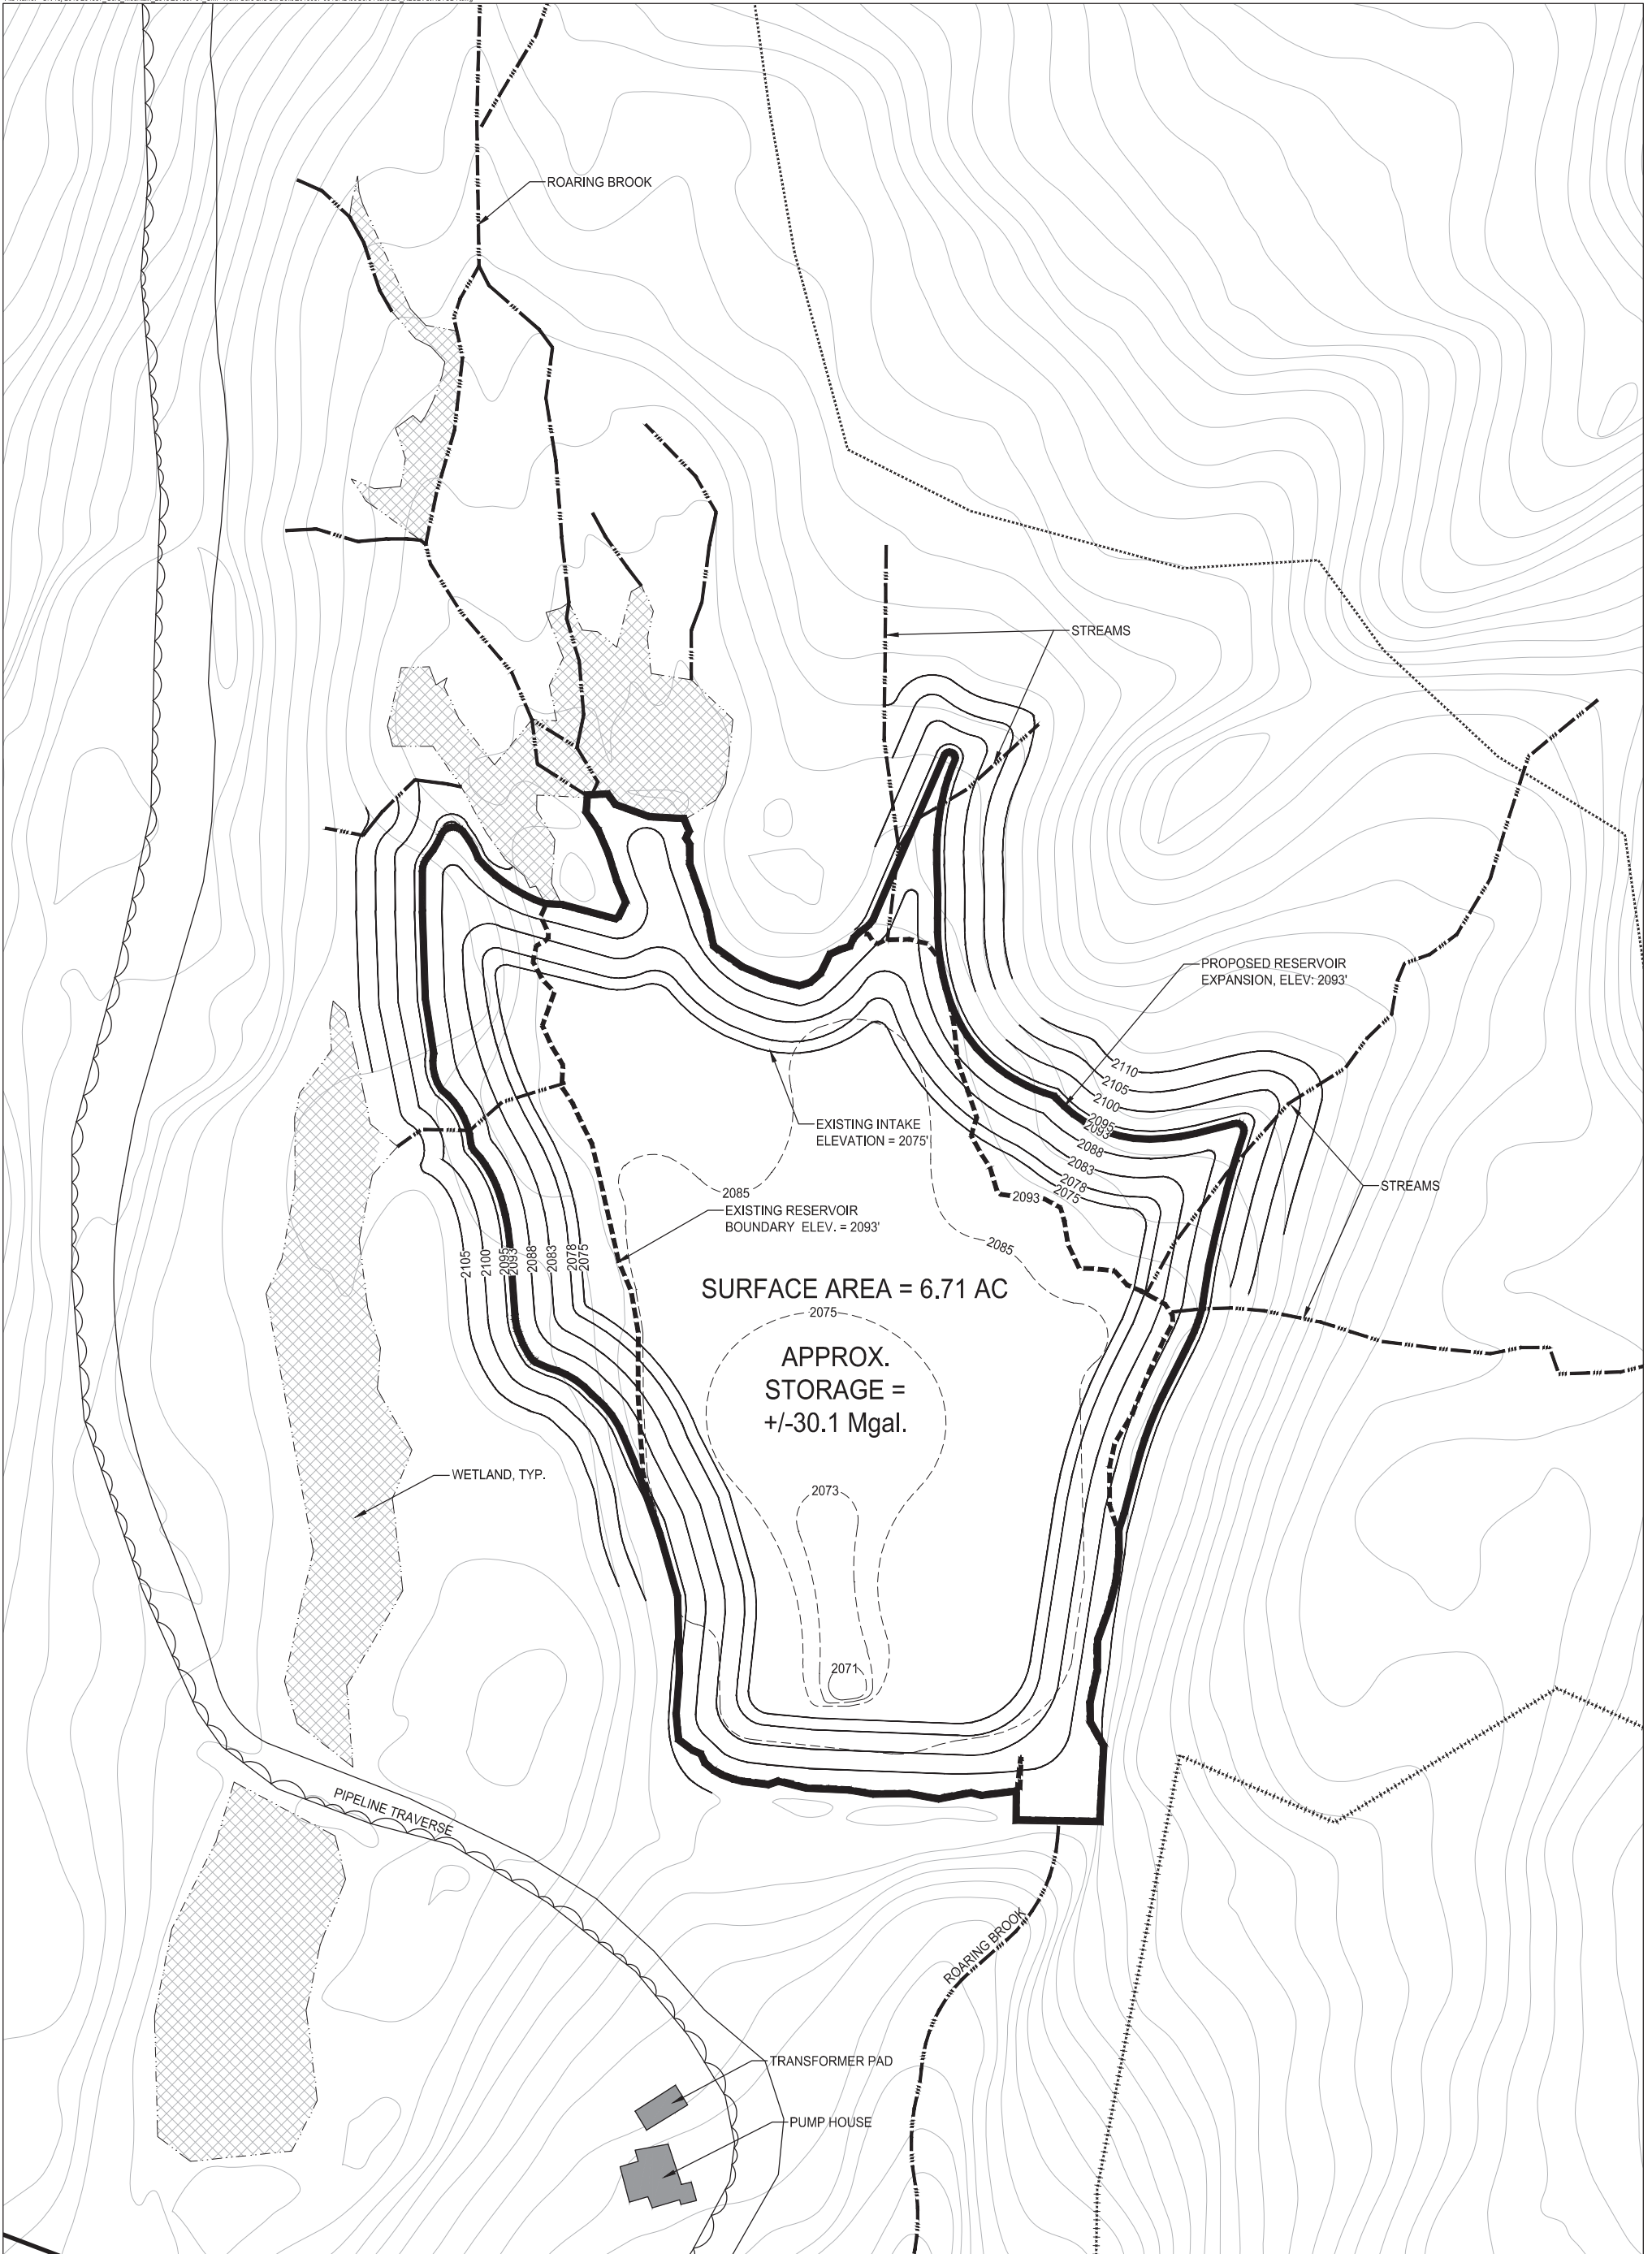 ROARING BROOK
STREAMS
PROPOSED RESERVOIR
EXPANSION, ELEV: 2093'
2110
2105
2100
2095
2093
2088
2083
2078
2075
EXISTING INTAKE
ELEVATION = 2075'
2085
2093
STREAMS
EXISTING RESERVOIR
BOUNDARY ELEV. = 2093'
2085
2105
2100
2095
2093
2088
2083
2078
2075
SURFACE AREA = 6.71 AC
2075
APPROX.
STORAGE =
+/-30.1 Mgal.
WETLAND, TYP.
2073
2071
PIPELINE TRAVERSE
ROARING BROOK
TRANSFORMER PAD
PUMP HOUSE